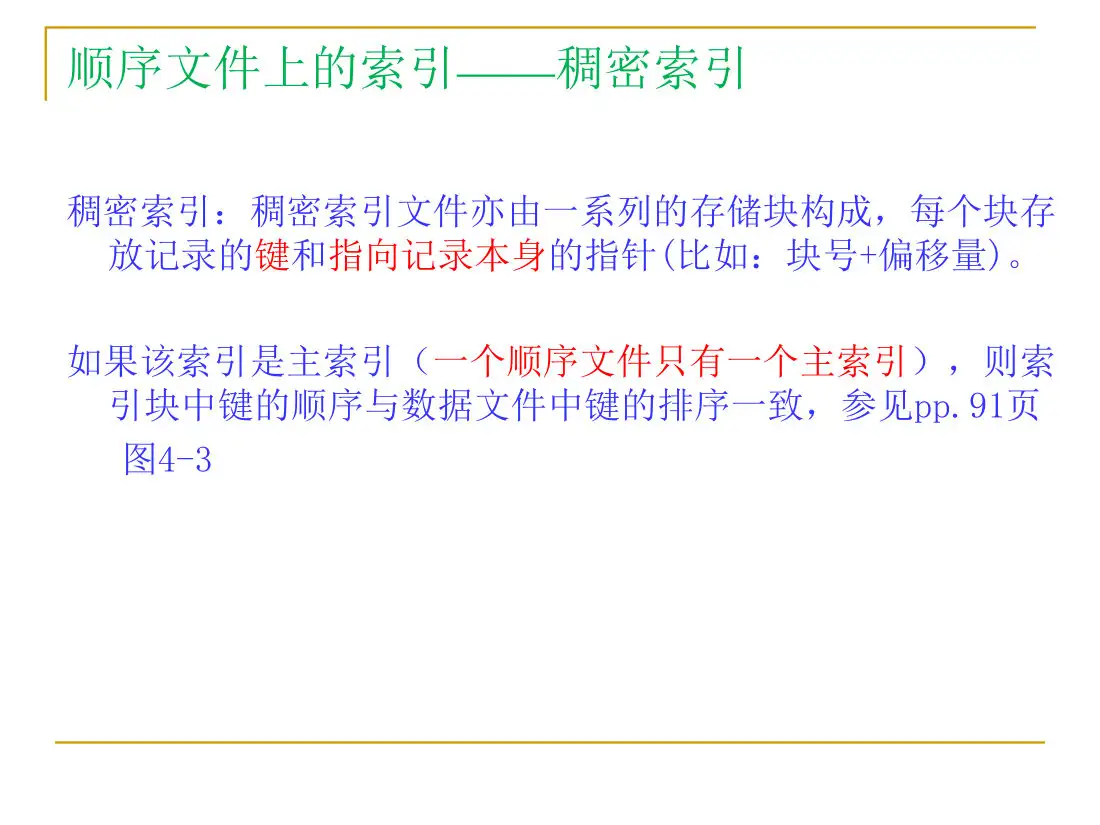 顺序文件上的索引——稠密索引
稠密索引：稠密索引文件亦由一系列的存储块构成，每个块存
放记录的键和指向记录本身的指针(比如：块号+偏移量)。
如果该索引是主索引（一个顺序文件只有一个主索引），则索
引块中键的顺序与数据文件中键的排序一致，参见pp.91页
图4-3